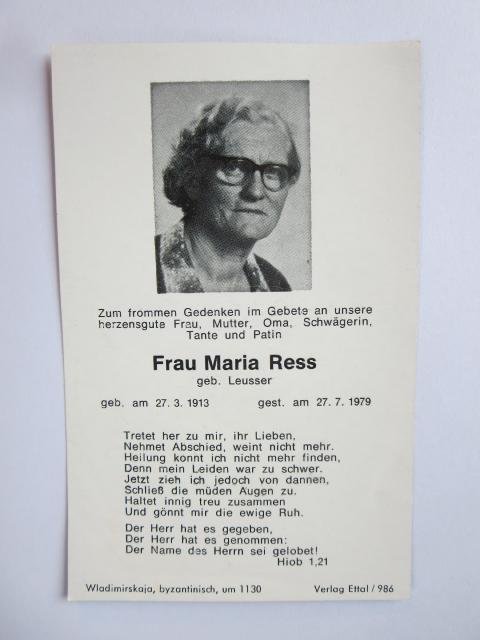 Zum frommen Gedenken im Gebete an unsere
herzensgute Frau, Mutter, Oma, Schwägerin,
Tante und Patin
Frau Maria Ress
geb. Leusser
geb. am 27. 3. 1913 gest. am 27. 7. 1979
Tretet her zu mir, ihr Lieben,
Nehmet Abschied, weint nicht mehr.
Heilung konnt ich nicht mehr finden,
Denn mein Leiden war zu schwer.
Jetzt zieh ich jedoch von dannen,
Schließ die müden Augen zu.
Haltet innig treu zusammen
Und gönnt mir die ewige Ruh.
Der Herr hat es gegeben,
Der Herr hat es genommen:
Der Name des Herrn sei gelobet!
Hiob 1,21
Wladimirskaja, byzantinisch, um 1130 Verlag Ettal / 986